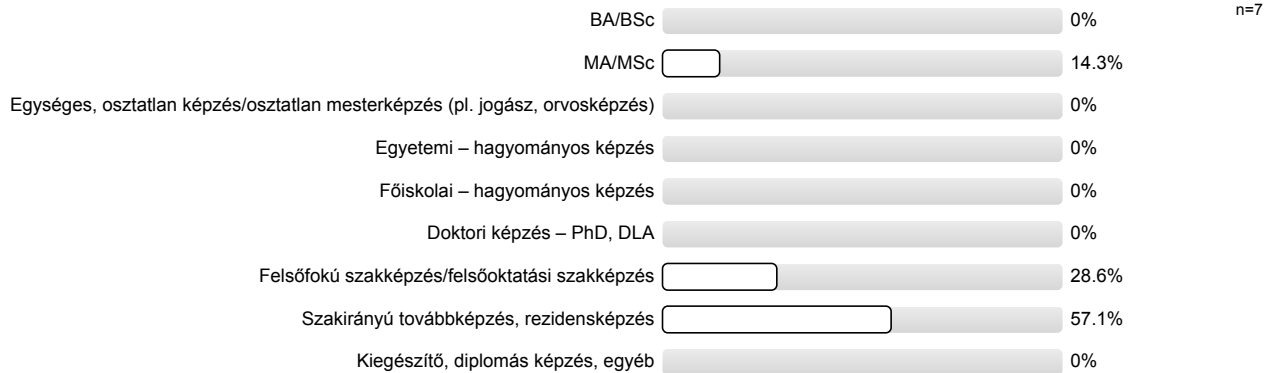 BA/BSc 0% n=7
MA/MSc 14.3%
Egységes, osztatlan képzés/osztatlan mesterképzés (pl. jogász, orvosképzés) 0%
Egyetemi – hagyományos képzés 0%
Főiskolai – hagyományos képzés 0%
Doktori képzés – PhD, DLA 0%
Felsőfokú szakképzés/felsőoktatási szakképzés 28.6%
Szakirányú továbbképzés, rezidensképzés 57.1%
Kiegészítő, diplomás képzés, egyéb 0%